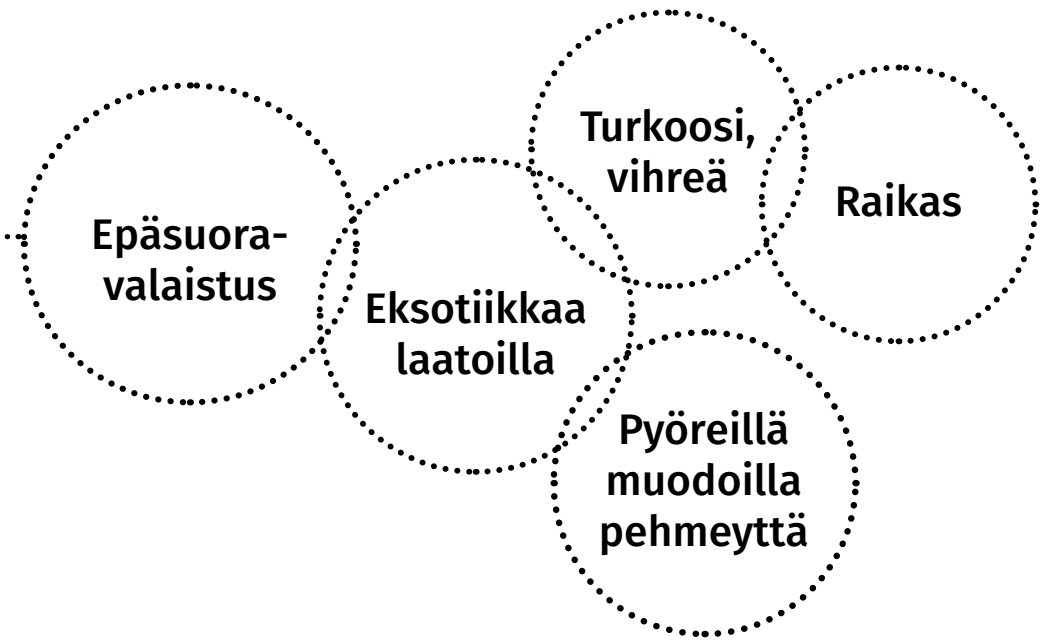 Epäsuora-
valaistus
Eksotiikkaa
laatoilla
Turkoosi,
vihreä
Raikas
Pyöreillä
muodoilla
pehmeyttä